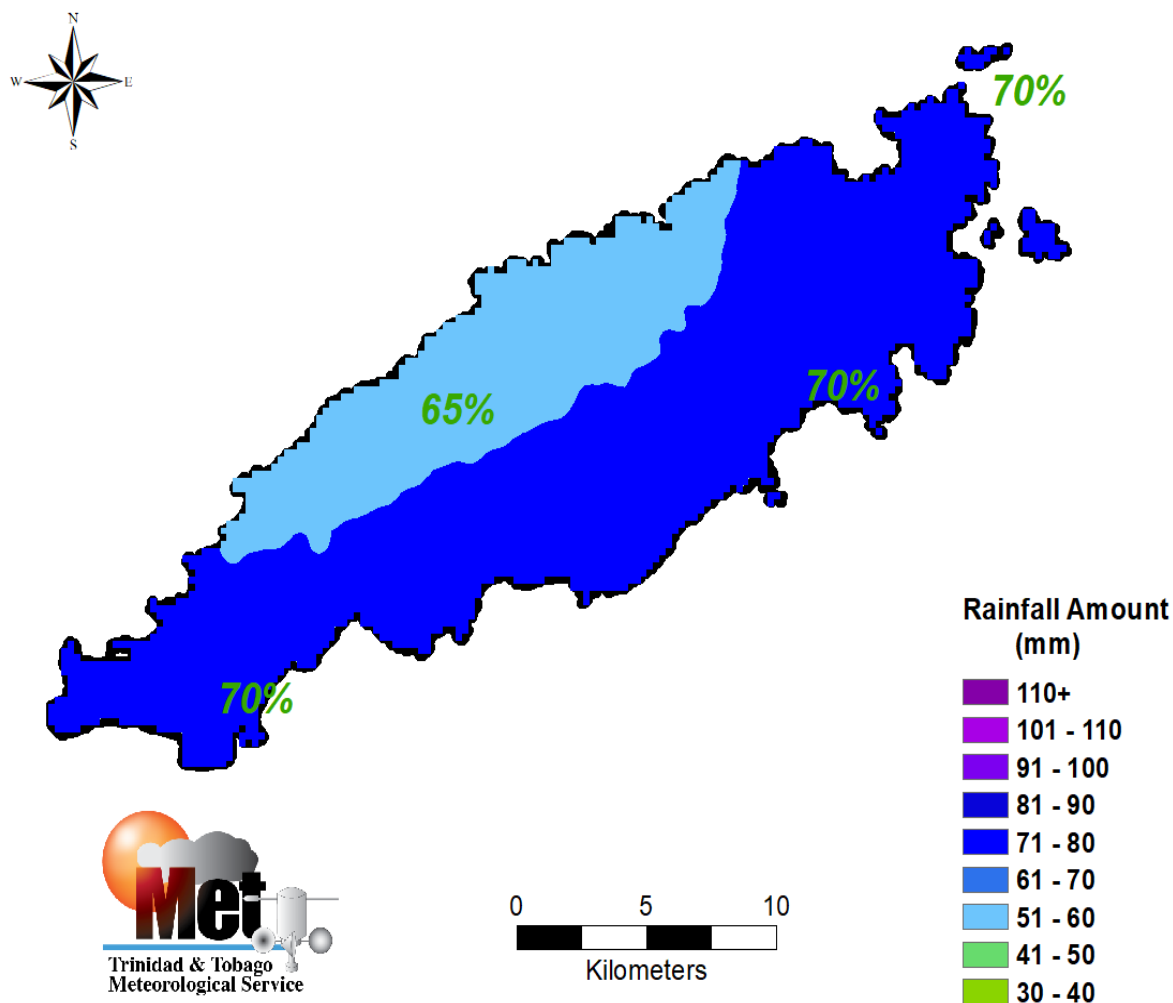 N
W E
S
70%
70%
65%
70%
Rainfall Amount
(mm)
110+
101 - 110
91 - 100
81 - 90
71 - 80
61 - 70
51 - 60
41 - 50
30 - 40
0 5 10
Kilometers
Met
Trinidad & Tobago
Meteorological Service